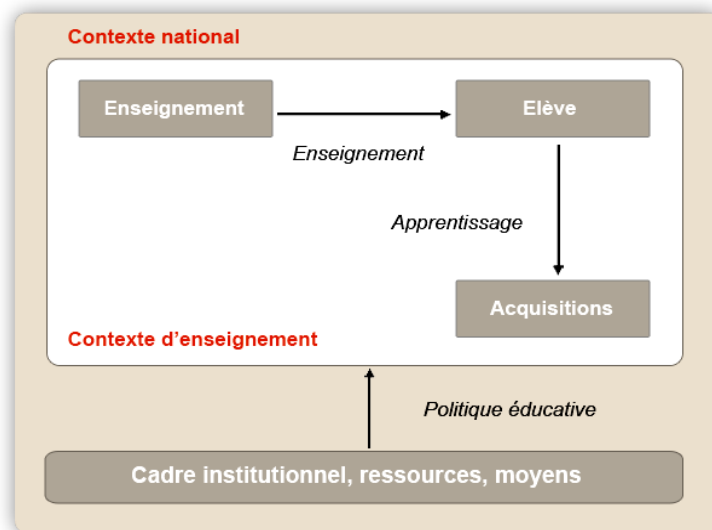 Contexte national
Enseignement
Elève
Enseignement
Apprentissage
Acquisitions
Contexte d’enseignement
Politique éducative
Cadre institutionnel, ressources, moyens